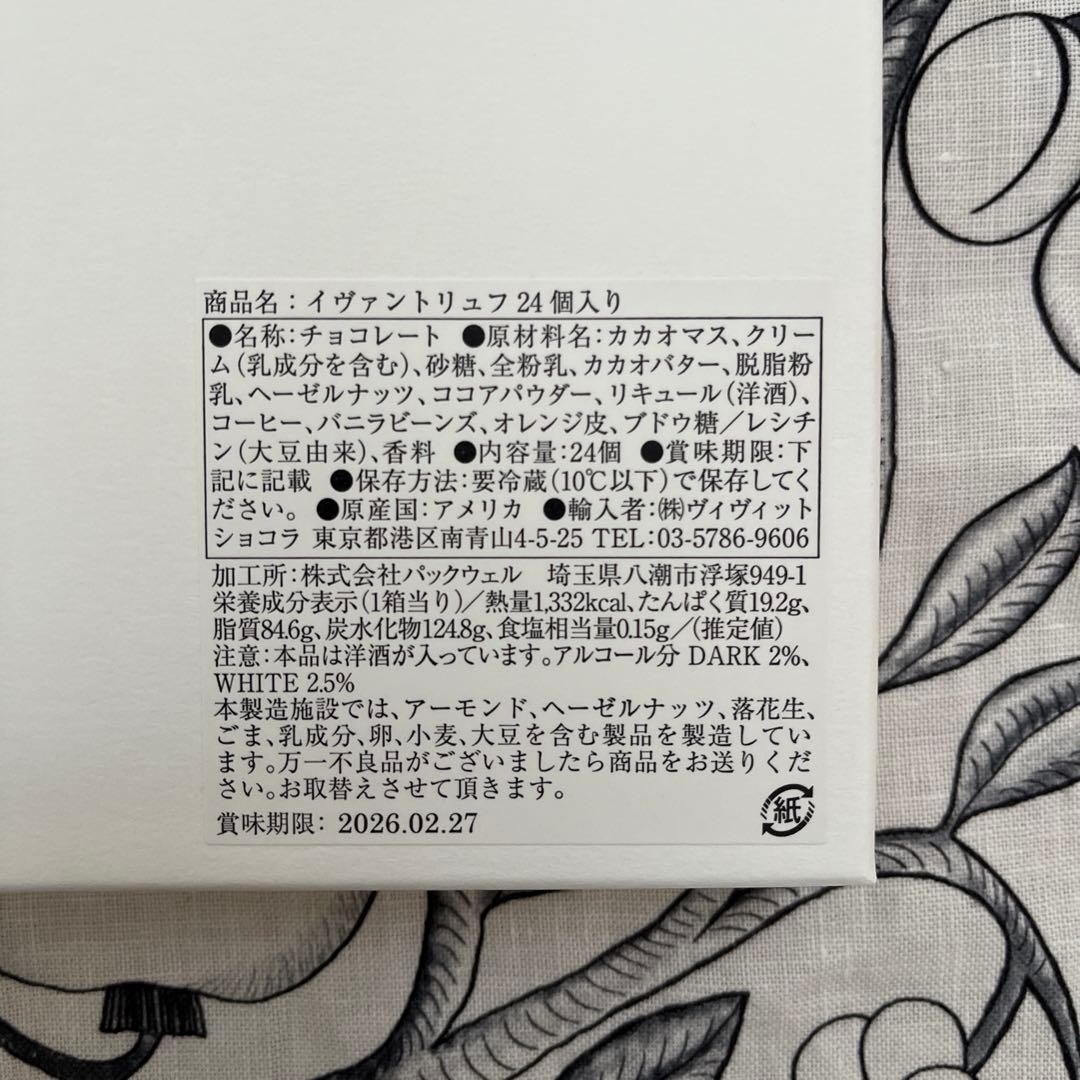 商品名：イヴァントリュフ 24 個入り
●名称：チョコレート ●原材料名：カカオマス、クリー
ム（乳成分を含む）、砂糖、全粉乳、カカオバター、脱脂粉
乳、ヘーゼルナッツ、ココアパウダー、リキュール（洋酒）、
コーヒー、バニラビーンズ、オレンジ皮、ブドウ糖／レシチ
ン（大豆由来）、香料 ●内容量：24個 ●賞味期限：下
記に記載 ●保存方法：要冷蔵（10℃以下）で保存してく
ださい。 ●原産国：アメリカ ●輸入者：㈱ヴィヴィット
ショコラ 東京都港区南青山4-5-25 TEL：03-5786-9606
加工所：株式会社パックウェル 埼玉県八潮市浮塚949-1
栄養成分表示（1箱当り）／熱量1,332kcal、たんぱく質19.2g、
脂質84.6g、炭水化物124.8g、食塩相当量0.15g／（推定値）
注意：本品は洋酒が入っています。アルコール分 DARK 2%、
WHITE 2.5%
本製造施設では、アーモンド、ヘーゼルナッツ、落花生、
ごま、乳成分、卵、小麦、大豆を含む製品を製造してい
ます。万一不良品がございましたら商品をお送りくだ
さい。お取替えさせて頂きます。
賞味期限： 2026.02.27
紙